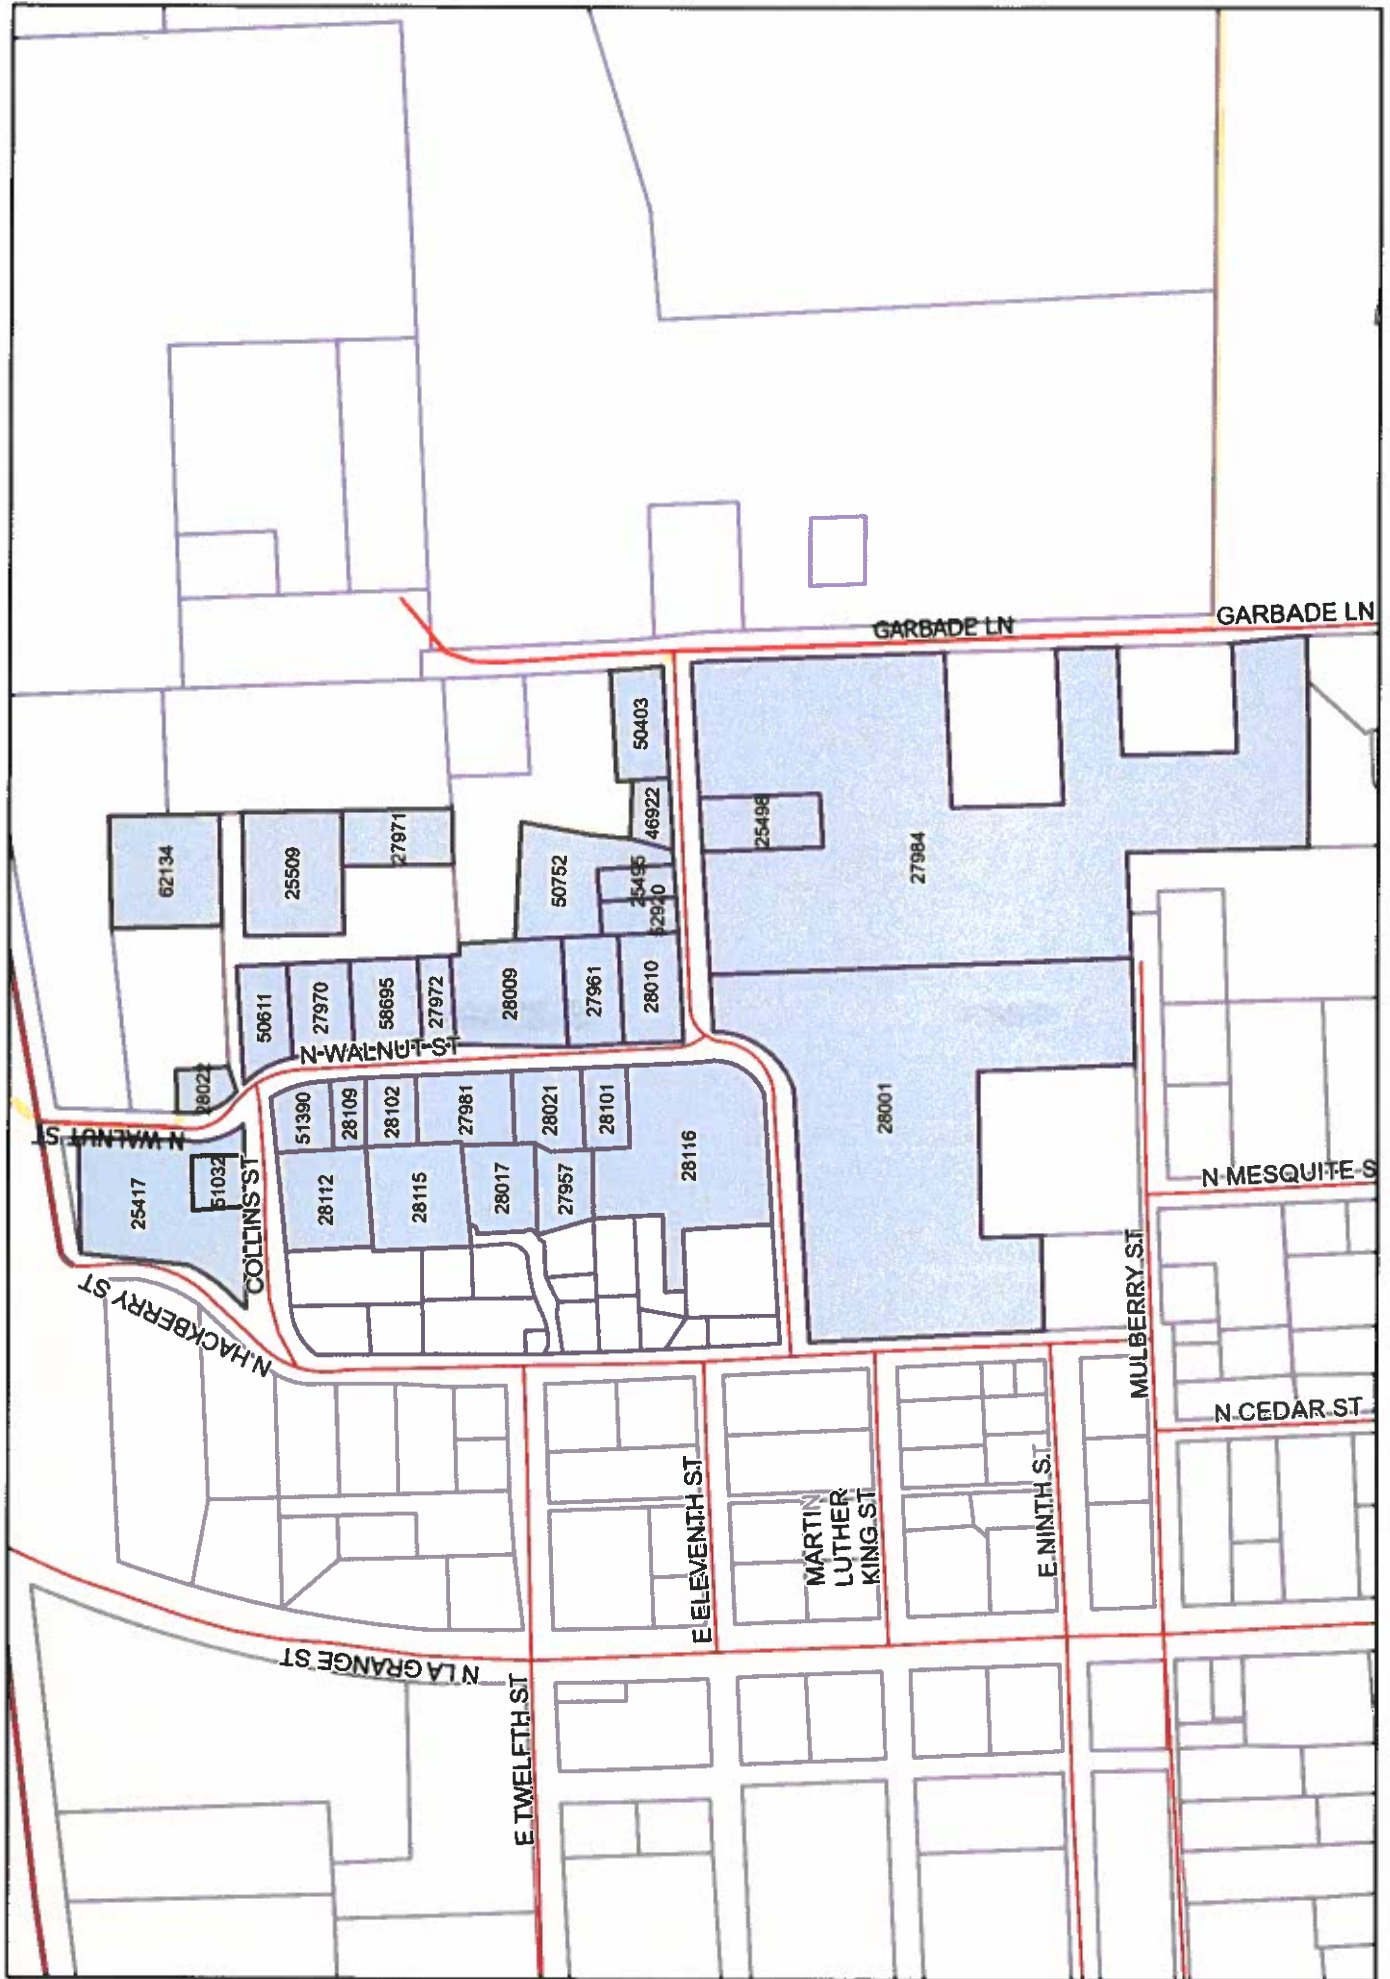 GARBADE LN
GARBADE LN
50403
46922
25498
27984
27971
62134
25509
50752
25495
52920
28009
27961
28010
50611
27970
58695
27972
N WALNUT ST
28022
N WALNUT ST
51390
28109
28102
27981
28021
28101
28001
25417
51032
COLLINS ST
28112
28115
28017
27957
28116
N MESQUITE S
N HACKBERRY ST
MULBERRY ST
N CEDAR ST
E ELEVENTH ST
MARTIN
LUTHER
KING ST
E NINTH ST
N LA GRANGE ST
E TWELFTH ST